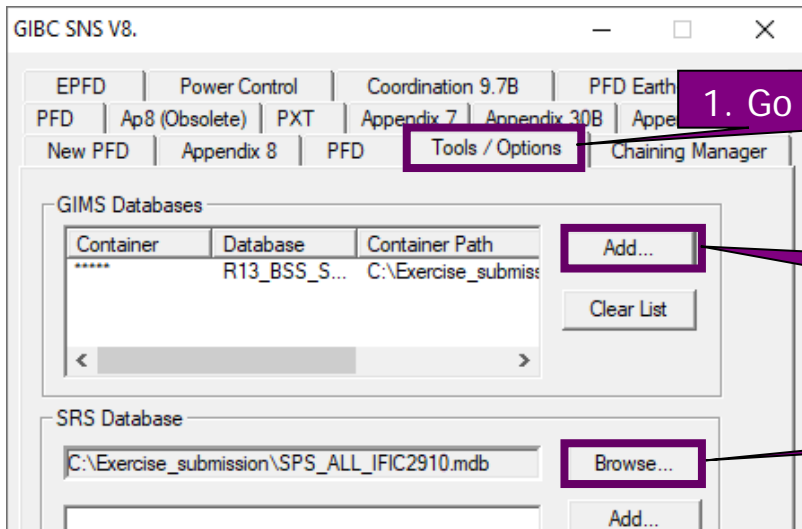 GIBC SNS V8.
EPFD Power Control Coordination 9.7B PFD Earth
1. Go
PFD Ap8 (Obsolete) PXT Appendix 7 Appendix 30B Appe
New PFD Appendix 8 PFD Tools / Options Chaining Manager
GIMS Databases
Container Database Container Path
Add...
***** R13_BSS_S... C:\Exercise_submiss
Clear List
SRS Database
C:\Exercise_submission\SPS_ALL_IFIC2910.mdb
Browse...
Add...